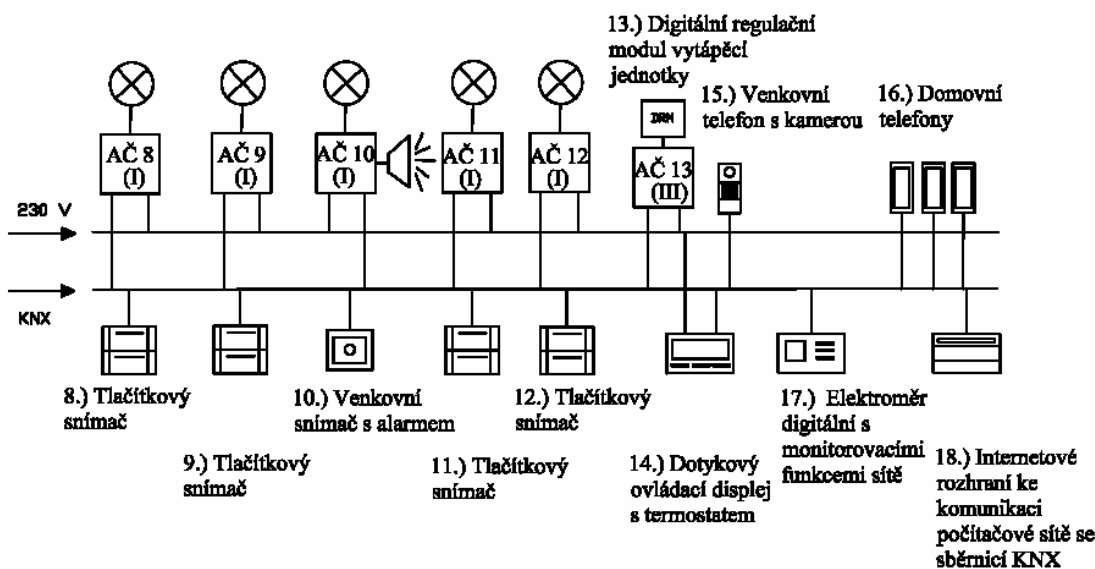 13.) Digitální regulační
modul vytápěcí
jednotky
15.) Venkovní
telefon s kamerou
16.) Domovní
telefony
DRM
AČ 8
(I)
AČ 9
(I)
AČ 10
(I)
AČ 11
(I)
AČ 12
(I)
AČ 13
(III)
230 V
KNX
8.) Tlačítkový
snímač
9.) Tlačítkový
snímač
10.) Venkovní
snímač s alarmem
11.) Tlačítkový
snímač
12.) Tlačítkový
snímač
14.) Dotykový
ovládací displej
s termostatem
17.) Elektroměr
digitální s
monitorovacími
funkcemi sítě
18.) Internetové
rozhraní ke
komunikaci
počítačové sítě se
sběrnicí KNX